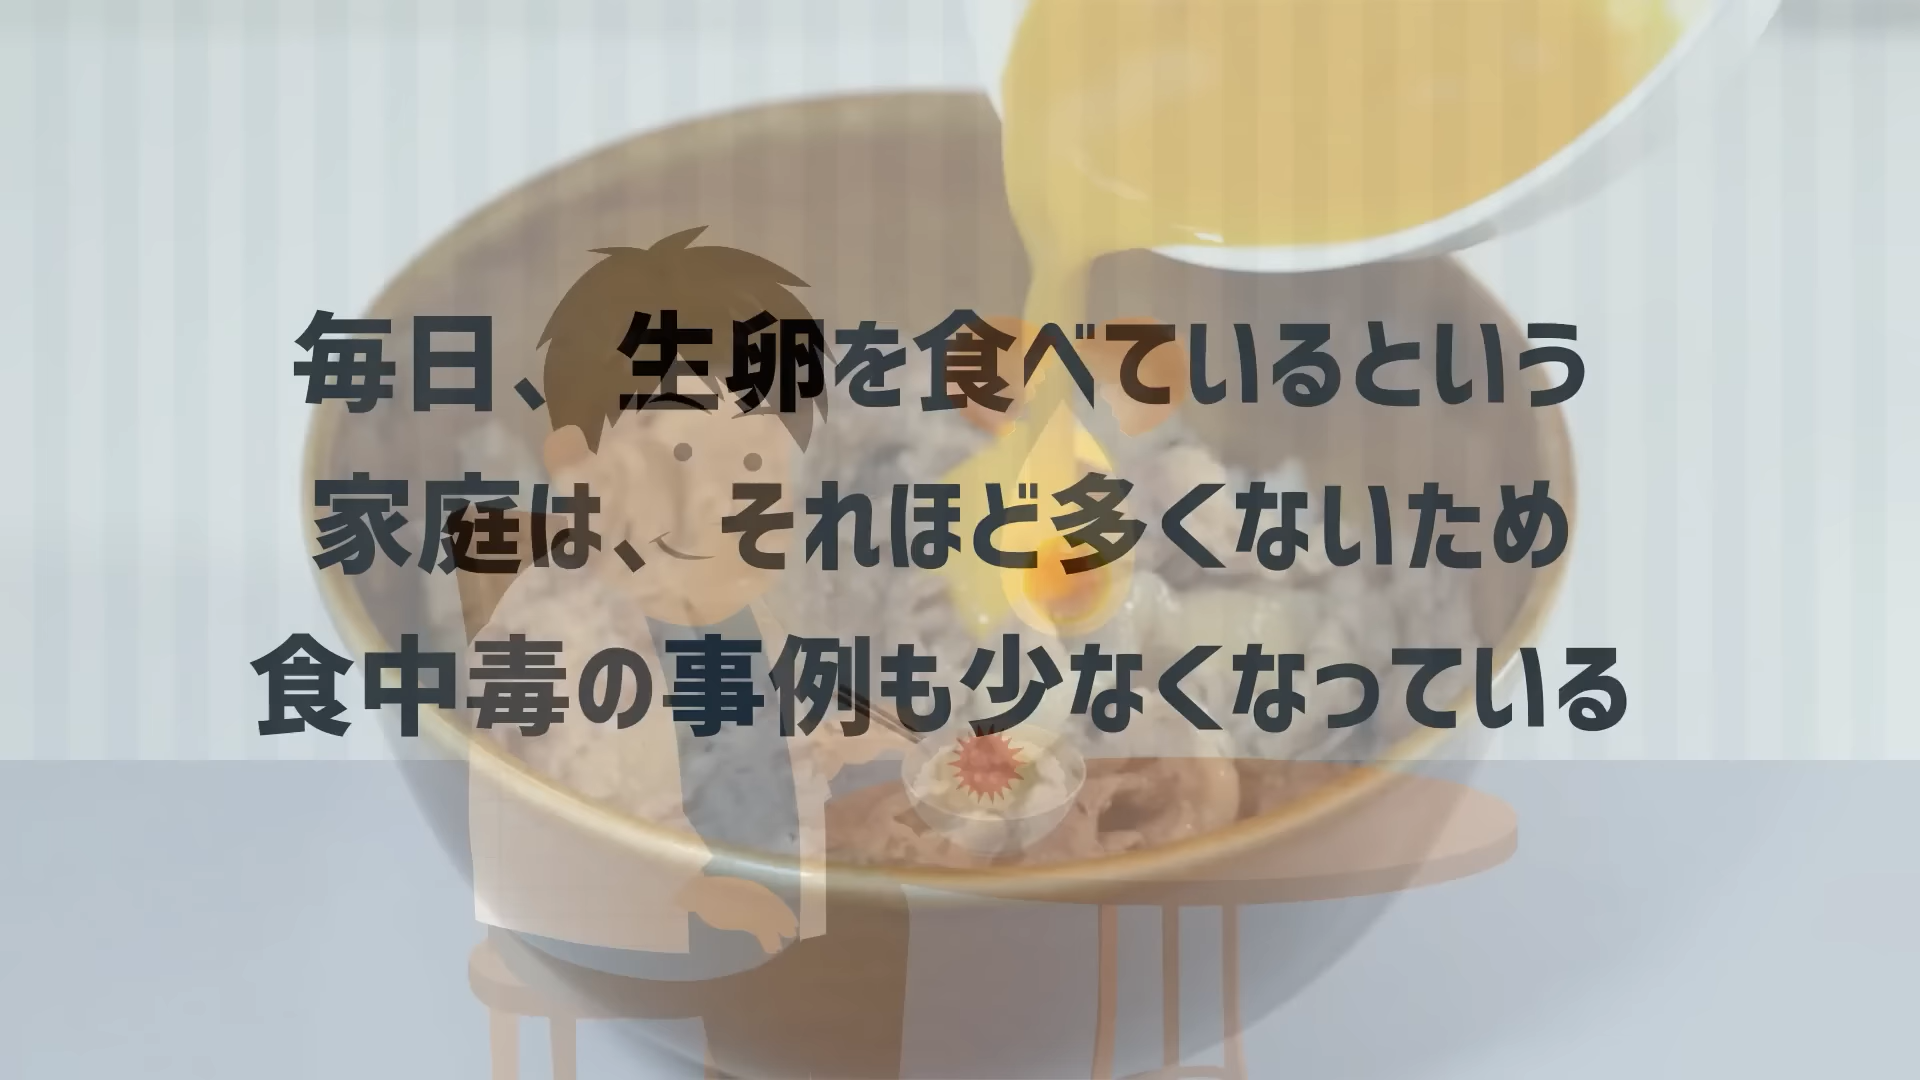 毎日、生卵を食べているという
家庭は、それほど多くないため
食中毒の事例も少なくなっている